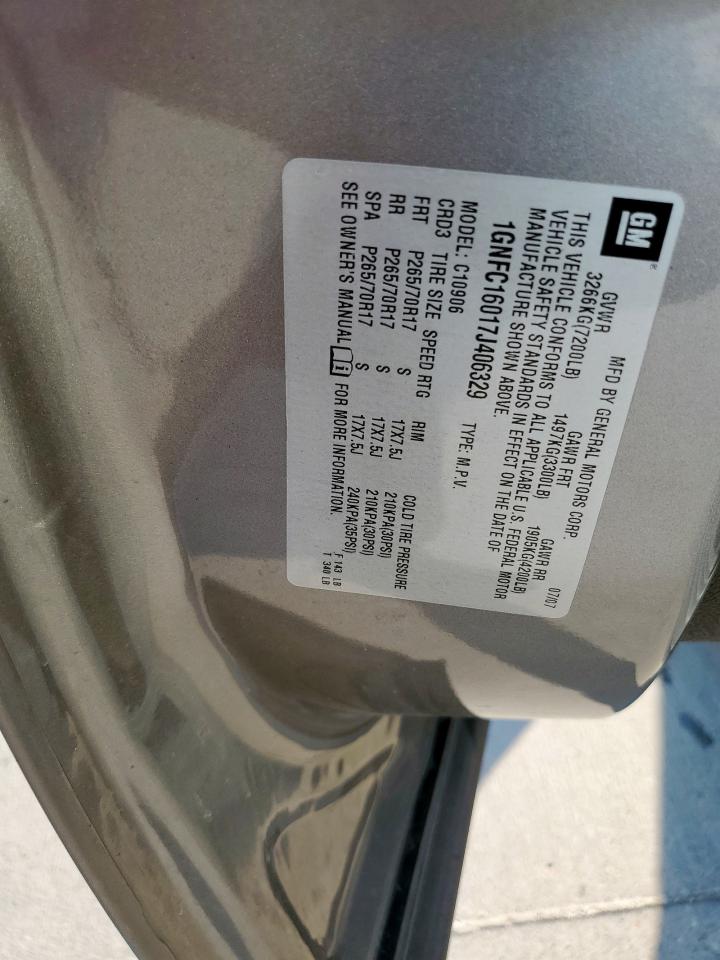 GM ®
MFD BY GENERAL MOTORS CORP. 07/07
GVWR GAWR FRT GAWR RR
3266KG(7200LB) 1497KG(3300LB) 1905KG(4200LB)
THIS VEHICLE CONFORMS TO ALL APPLICABLE U.S. FEDERAL MOTOR
VEHICLE SAFETY STANDARDS IN EFFECT ON THE DATE OF
MANUFACTURE SHOWN ABOVE.
1GNFC16017J406329 TYPE: M.P.V.
MODEL: C10906
CRD3 TIRE SIZE SPEED RTG RIM COLD TIRE PRESSURE
FRT P265/70R17 S 17X7.5J 210KPA(30PSI)
RR P265/70R17 S 17X7.5J 210KPA(30PSI)
SPA P265/70R17 S 17X7.5J 240KPA(35PSI)
SEE OWNER'S MANUAL i FOR MORE INFORMATION.
F 143 LB
T 340 LB